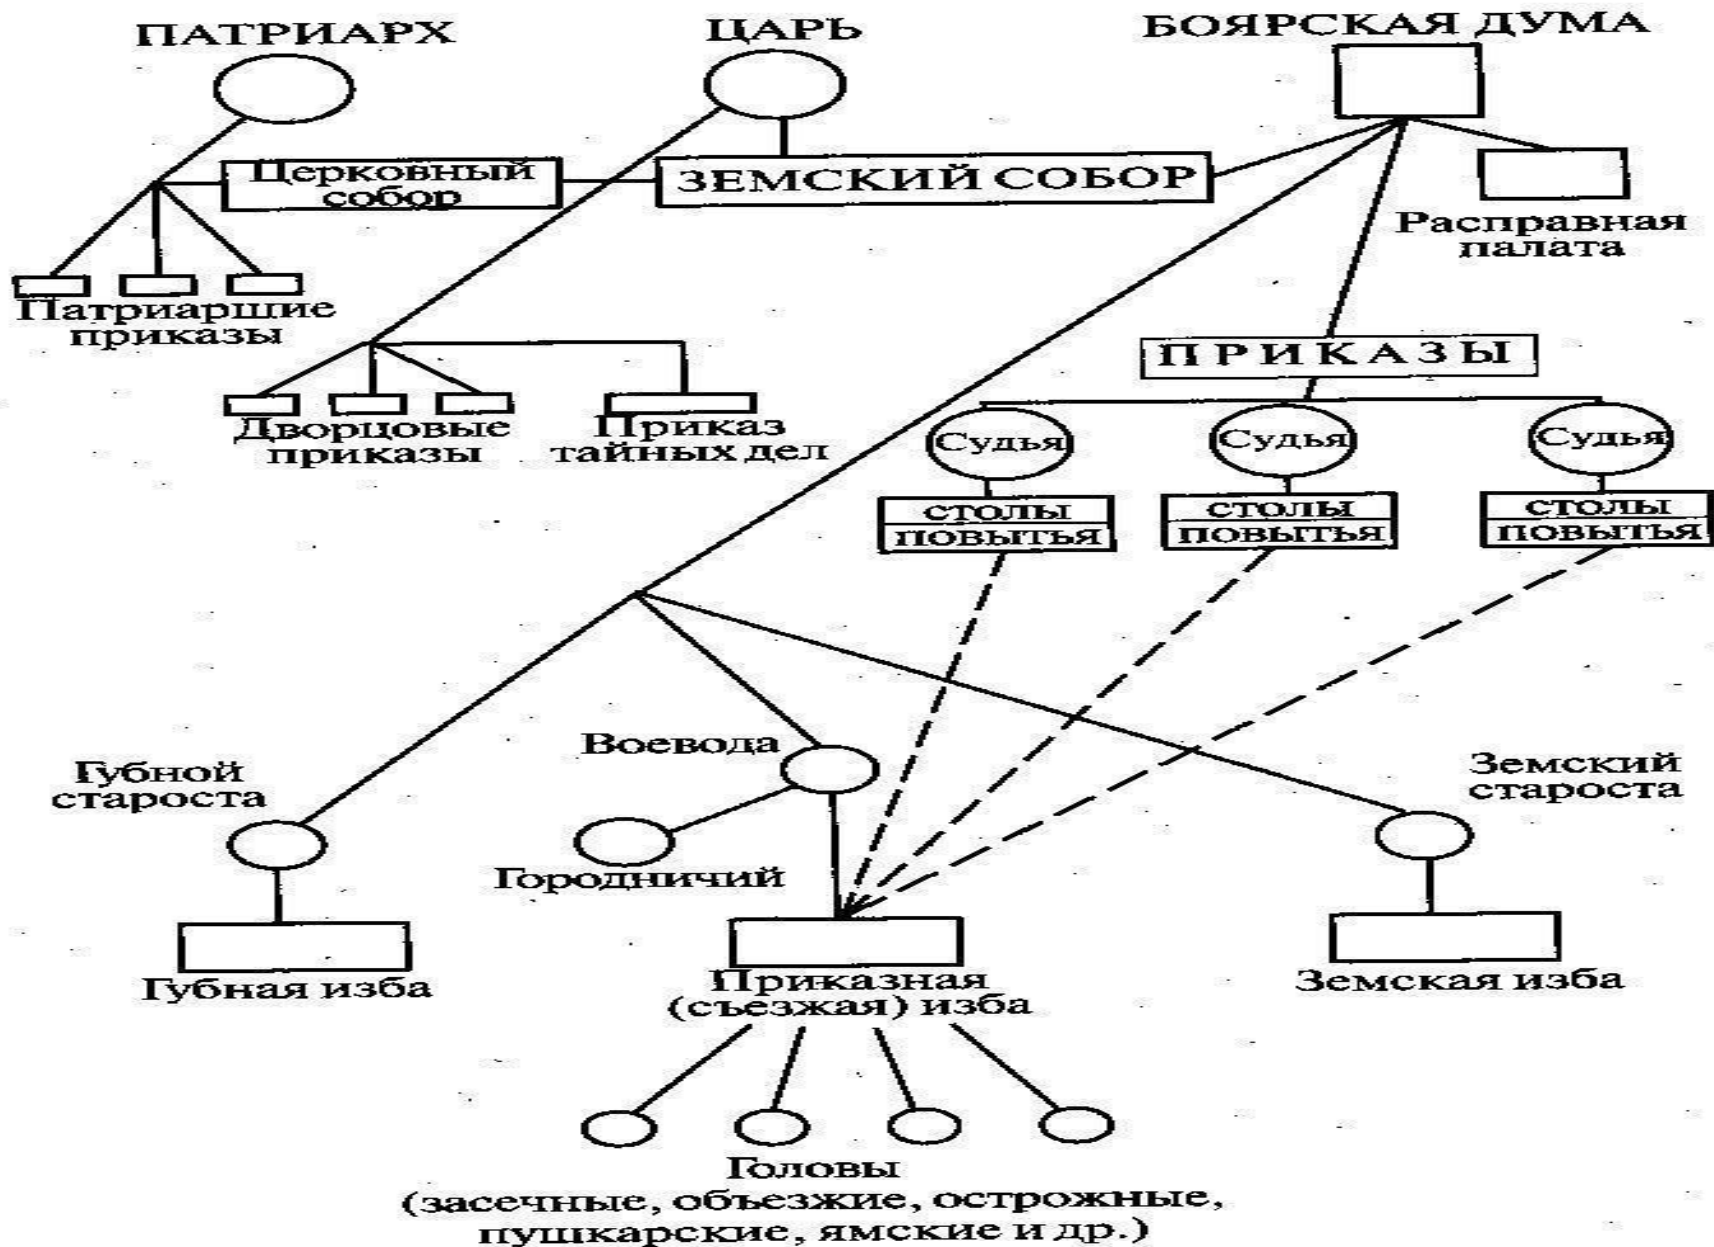 ПАТРИАРХ
ЦАРЬ
БОЯРСКАЯ ДУМА
Церковный
собор
ЗЕМСКИЙ СОБОР
Расправная
палата
Патриаршие
приказы
ПРИКАЗЫ
Дворцовые
приказы
Приказ
тайных дел
Судья
Судья
Судья
столы
повытья
столы
повытья
столы
повытья
Губной
староста
Воевода
Земский
староста
Городничий
Губная изба
Приказная
(съезжая) изба
Земская изба
Головы
(засечные, объезжие, острожные,
пушкарские, ямские и др.)